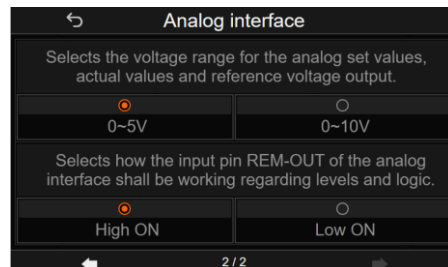 Analog interface
Selects the voltage range for the analog set values,
actual values and reference voltage output.
0~5V
0~10V
Selects how the input pin REM-OUT of the analog
interface shall be working regarding levels and logic.
High ON
Low ON
2/2